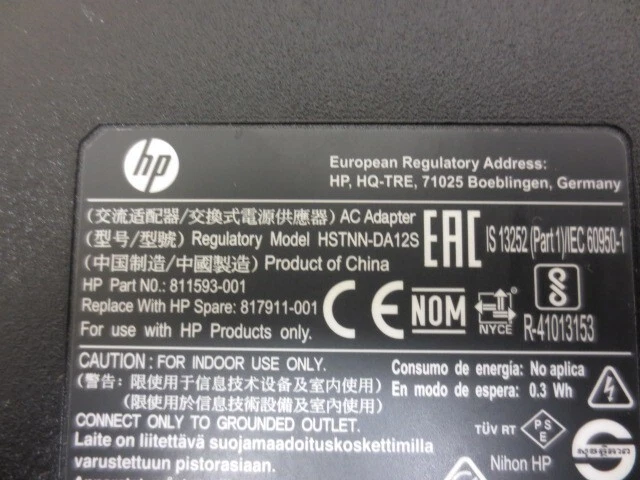 hp
European Regulatory Address:
HP, HQ-TRE, 71025 Boeblingen, Germany
(交流适配器/交換式電源供應器) AC Adapter
(型号/型號) Regulatory Model HSTNN-DA12S
(中国制造/中國製造) Product of China
HP Part N0.: 811593-001
Replace With HP Spare: 817911-001
For use with HP Products only.
EAC
IS 13252 (Part 1)/IEC 60950-1
CE
NOM
NYCE
R-41013153
CAUTION : FOR INDOOR USE ONLY.
(警告: 限使用于信息技术设备及室内使用)
(限使用於信息技術設備及室內使用)
CONNECT ONLY TO GROUNDED OUTLET.
Laite on liitettävä suojamaadoituskoskettimilla
varustettuun pistorasiaan.
Consumo de energía: No aplica
En modo de espera: 0.3 Wh
TÜV RT
PS
E
Nihon HP